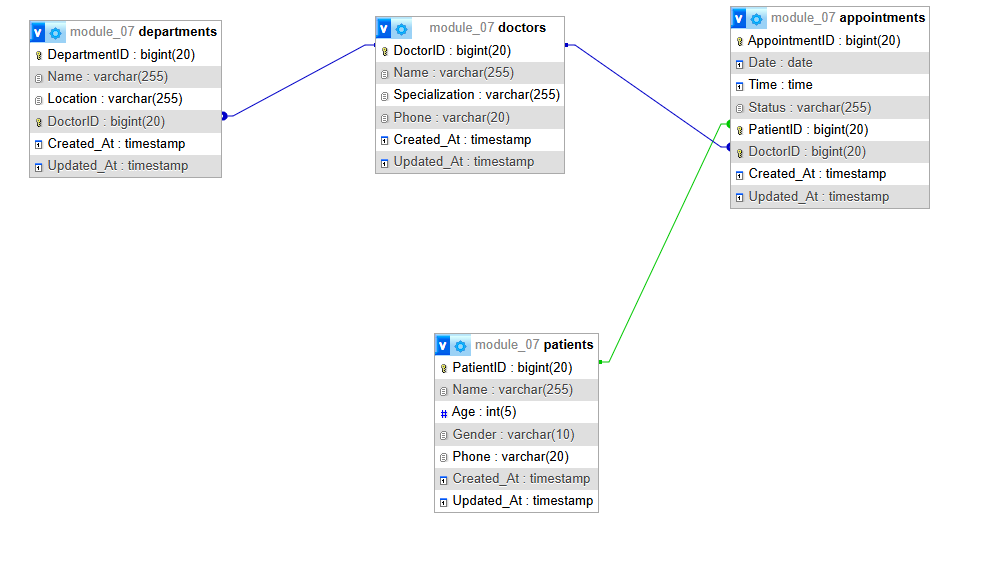 module_07 departments
DepartmentID : bigint(20)
Name : varchar(255)
Location : varchar(255)
DoctorID : bigint(20)
Created_At : timestamp
Updated_At : timestamp
module_07 doctors
DoctorID : bigint(20)
Name : varchar(255)
Specialization : varchar(255)
Phone : varchar(20)
Created_At : timestamp
Updated_At : timestamp
module_07 appointments
AppointmentID : bigint(20)
Date : date
Time : time
Status : varchar(255)
PatientID : bigint(20)
DoctorID : bigint(20)
Created_At : timestamp
Updated_At : timestamp
module_07 patients
PatientID : bigint(20)
Name : varchar(255)
# Age : int(5)
Gender : varchar(10)
Phone : varchar(20)
Created_At : timestamp
Updated_At : timestamp